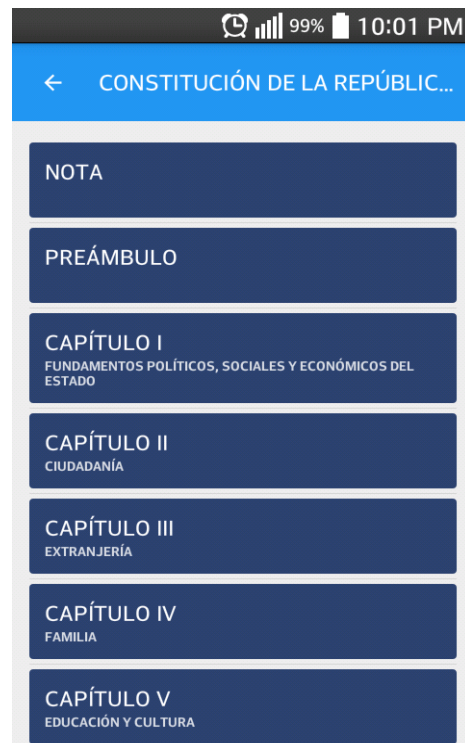 99% 10:01 PM
CONSTITUCIÓN DE LA REPÚBLIC...
NOTA
PREÁMBULO
CAPÍTULO I
FUNDAMENTOS POLÍTICOS, SOCIALES Y ECONÓMICOS DEL
ESTADO
CAPÍTULO II
CIUDADANÍA
CAPÍTULO III
EXTRANJERÍA
CAPÍTULO IV
FAMILIA
CAPÍTULO V
EDUCACIÓN Y CULTURA